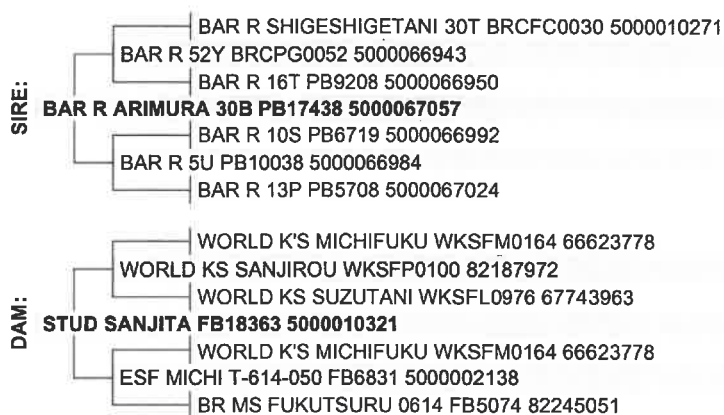 SIRE:
BAR R SHIGESHIGETANI 30T BRCFC0030 5000010271
BAR R 52Y BRCPG0052 5000066943
BAR R 16T PB9208 5000066950
BAR R ARIMURA 30B PB17438 5000067057
BAR R 10S PB6719 5000066992
BAR R 5U PB10038 5000066984
BAR R 13P PB5708 5000067024
DAM:
WORLD K'S MICHIFUKU WKSFM0164 66623778
WORLD KS SANJIROU WKSFP0100 82187972
WORLD KS SUZUTANI WKSFL0976 67743963
STUD SANJITA FB18363 5000010321
WORLD K'S MICHIFUKU WKSFM0164 66623778
ESF MICHI T-614-050 FB6831 5000002138
BR MS FUKUTSURU 0614 FB5074 82245051